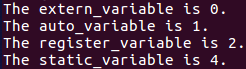 The extern_variable is 0.
The auto_variable is 1.
The register_variable is 2.
The static_variable is 4.